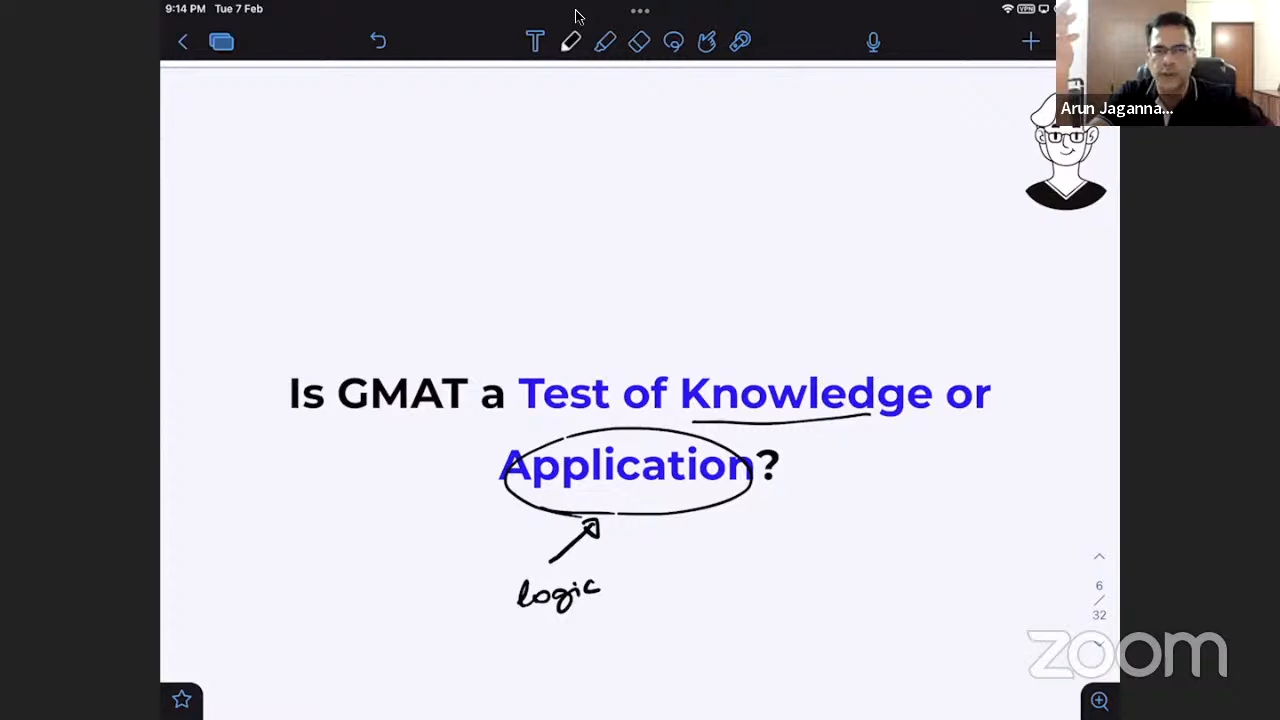 9:14 PM Tue 7 Feb
VPN
Arun Jaganna...
Is GMAT a Test of Knowledge or
Application?
logic
6
/
32
zoom